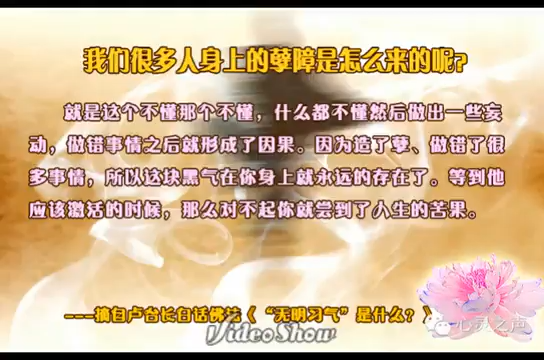 我们很多人身上的孽障是怎么来的呢?
就是这个不懂那个不懂，什么都不懂然后做出一些妄
动，做错事情之后就形成了因果。因为造了孽、做错了很
多事情，所以这块黑气在你身上就永远的存在了。等到他
应该激活的时候，那么对不起你就尝到了人生的苦果。
---摘自卢台长白话佛法《“无明习气”是什么？》
VideoShow
心灵之声